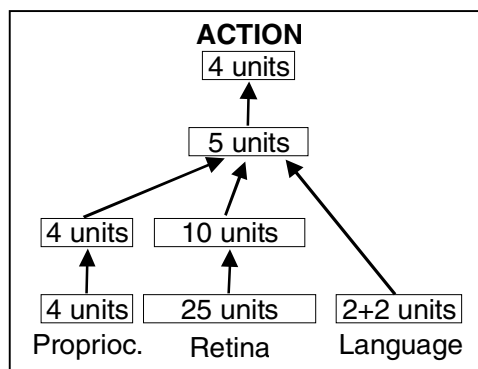 ACTION
4 units
5 units
4 units 10 units
4 units 25 units 2+2 units
Proprioc. Retina Language